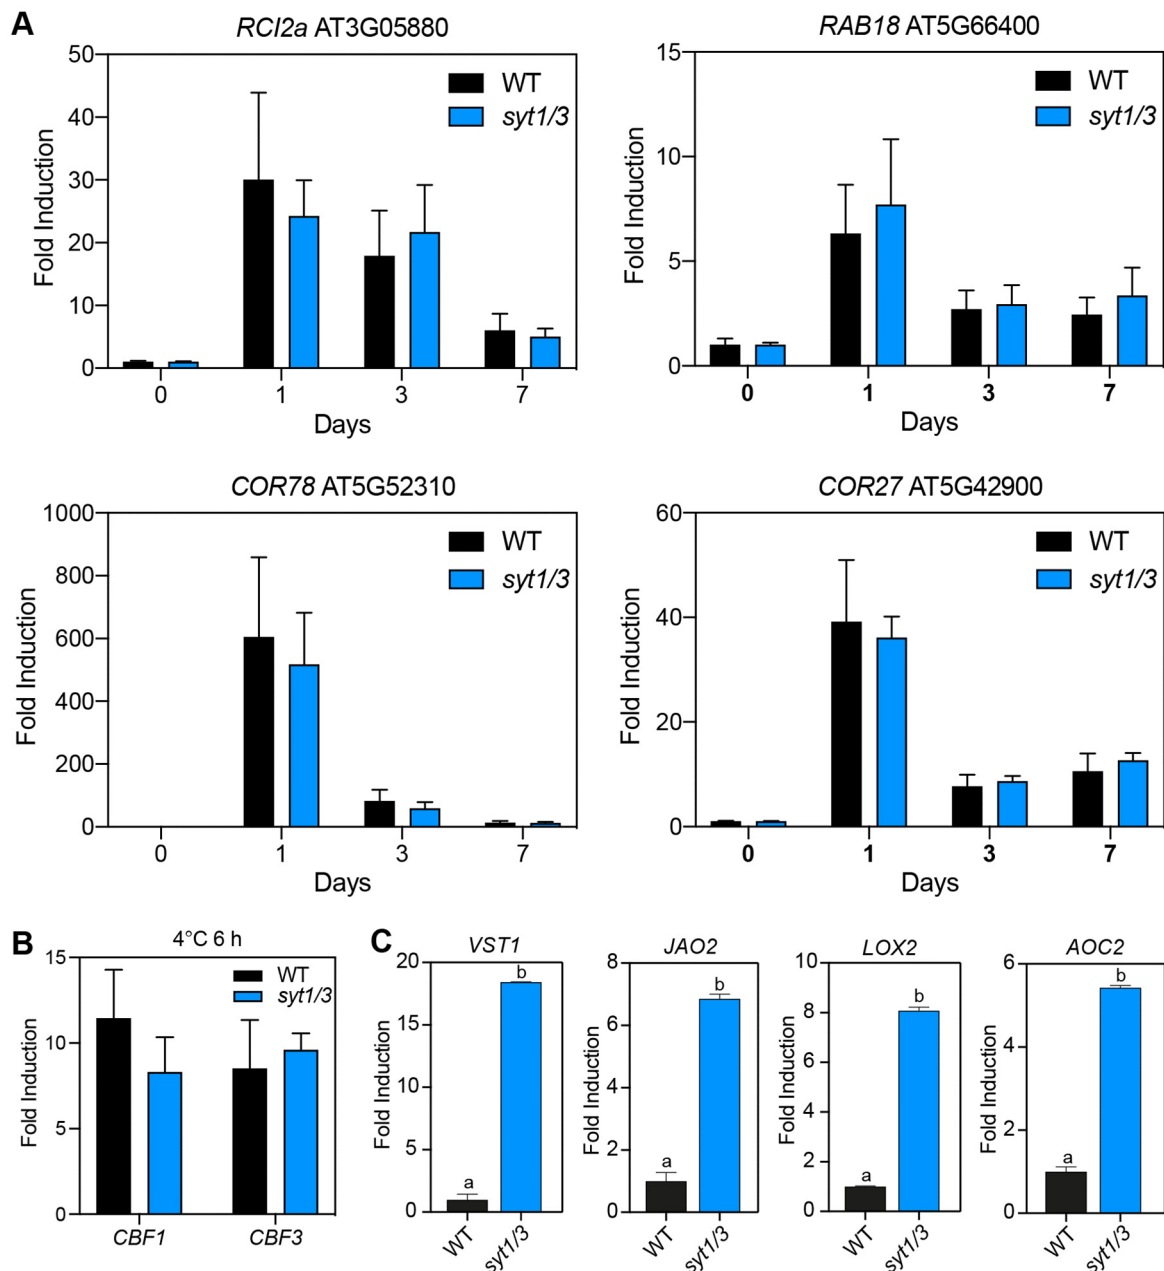 A
RCI2a AT3G05880
Fold Induction
50
40
30
20
10
0
WT
syt1/3
0 1 3 7
Days
RAB18 AT5G66400
Fold Induction
15
10
5
0
WT
syt1/3
0 1 3 7
Days
COR78 AT5G52310
Fold Induction
1000
800
600
400
200
0
WT
syt1/3
0 1 3 7
Days
COR27 AT5G42900
Fold Induction
60
40
20
0
WT
syt1/3
0 1 3 7
Days
B
4°C 6 h
Fold Induction
15
10
5
0
WT
syt1/3
CBF1 CBF3
C
VST1
Fold Induction
20
15
10
5
0
a b
WT syt1/3
JAO2
Fold Induction
8
6
4
2
0
a b
WT syt1/3
LOX2
Fold Induction
10
8
6
4
2
0
a b
WT syt1/3
AOC2
Fold Induction
6
6
4
2
0
a b
WT syt1/3